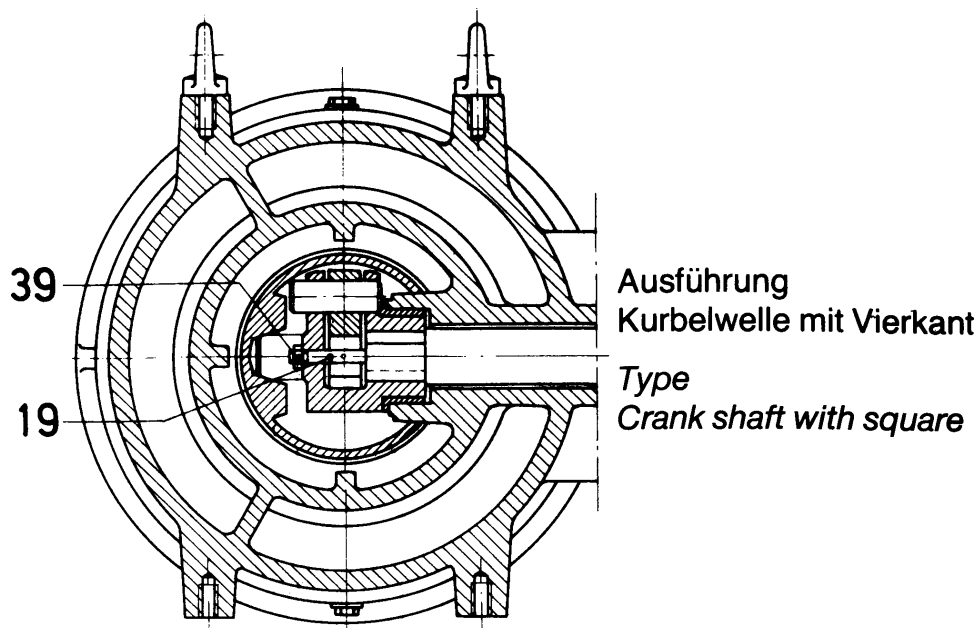 39
19
Ausführung
Kurbelwelle mit Vierkant
Type
Crank shaft with square